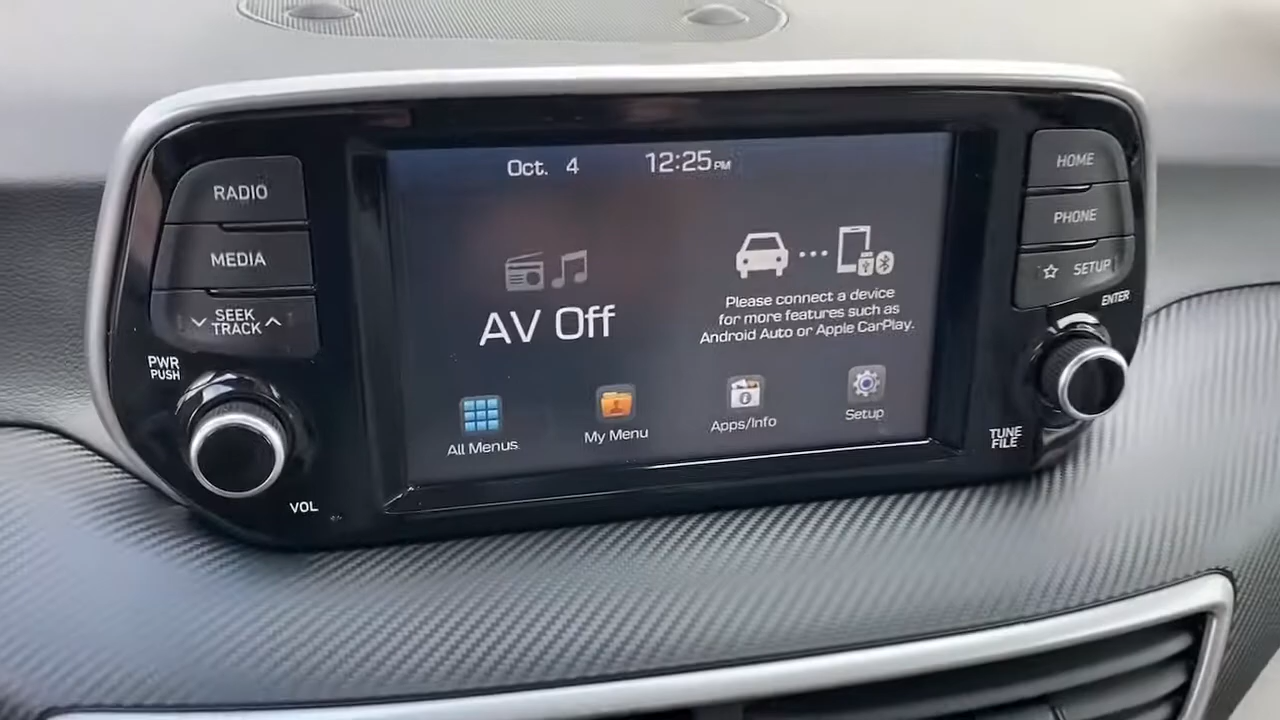 Oct. 4 12:25 PM
RADIO
MEDIA
SEEK
TRACK
PWR
PUSH
VOL
AV Off
Please connect a device
for more features such as
Android Auto or Apple CarPlay.
All Menus
My Menu
Apps/Info
Setup
HOME
PHONE
SETUP
ENTER
TUNE
FILE